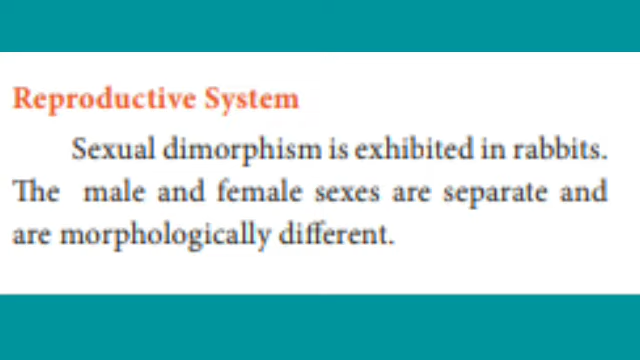 Reproductive System
Sexual dimorphism is exhibited in rabbits.
The male and female sexes are separate and
are morphologically different.